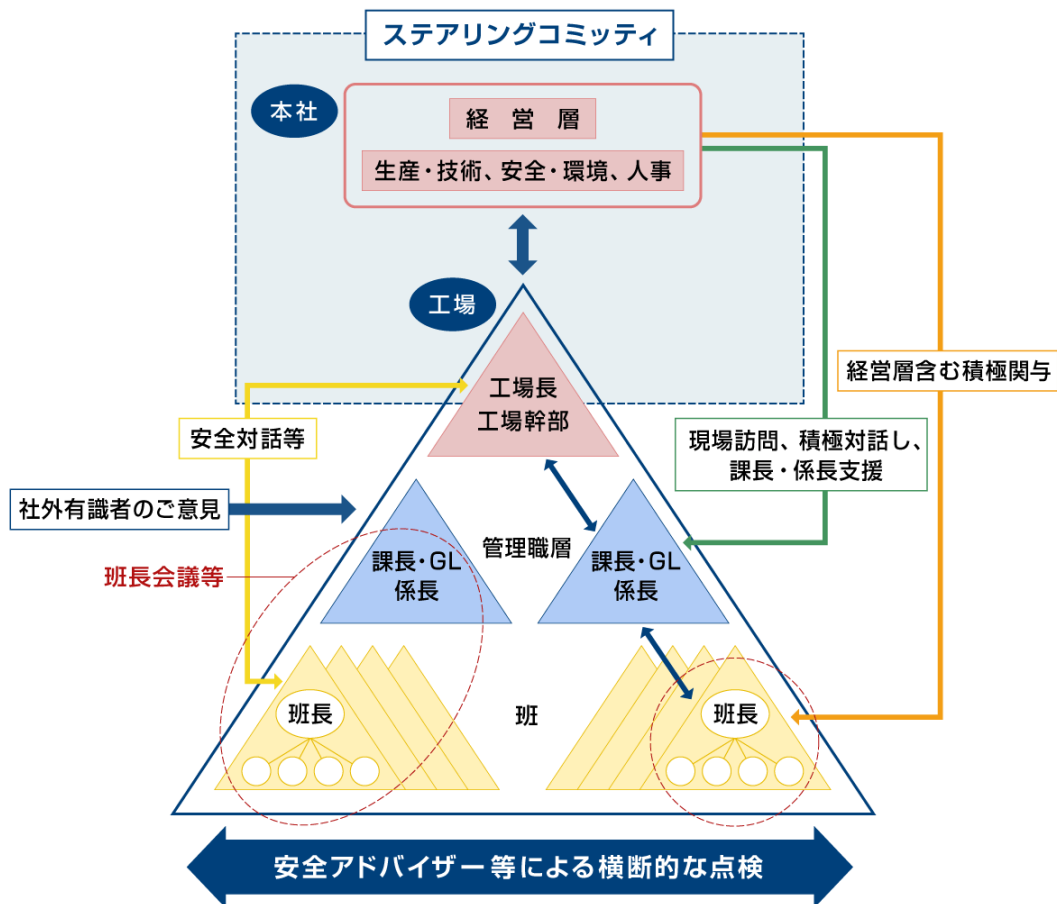 ステアリングコミッティ
本社
経営層
生産・技術、安全・環境、人事
工場
工場長
工場幹部
経営層含む積極関与
安全対話等
現場訪問、積極対話し、
課長・係長支援
社外有識者のご意見
管理職層
課長・GL
係長
課長・GL
係長
班長会議等
班長
班
班長
安全アドバイザー等による横断的な点検